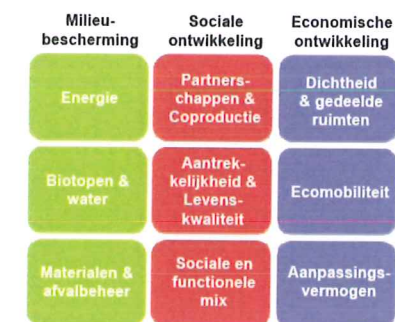 Milieu-
bescherming
Sociale
ontwikkeling
Economische
ontwikkeling
Energie
Partners-
chappen &
Coproductie
Dichtheid
& gedeelde
ruimten
Biotopen &
water
Aantrek-
kelijkheid &
Levens-
kwaliteit
Ecomobiliteit
Materialen &
afvalbeheer
Sociale en
functionele
mix
Aanpassings-
vermogen